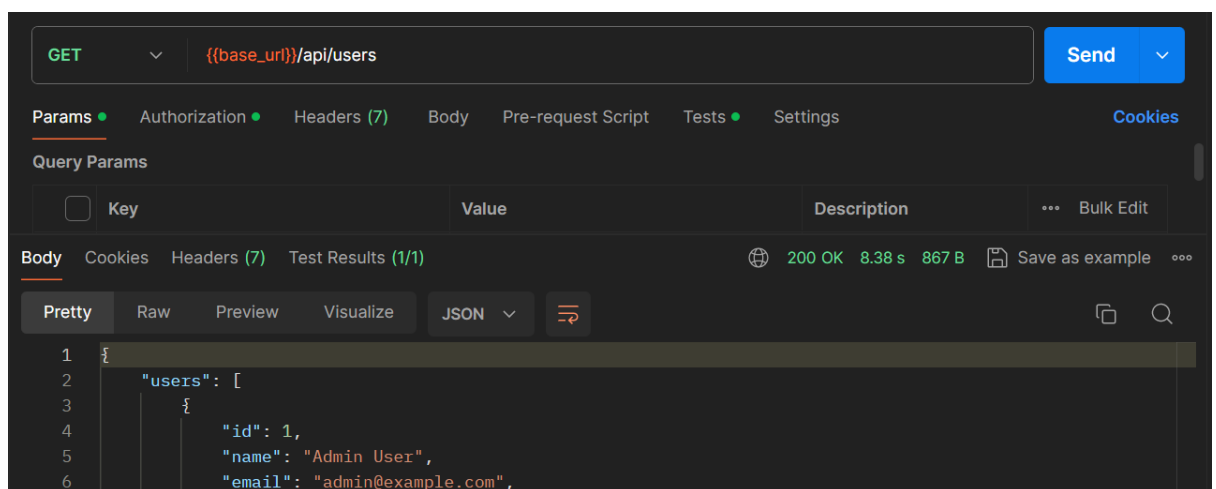 GET {{base_url}}/api/users Send
Params Authorization Headers (7) Body Pre-request Script Tests Settings Cookies
Query Params
Key Value Description Bulk Edit
Body Cookies Headers (7) Test Results (1/1) 200 OK 8.38 s 867 B Save as example
Pretty Raw Preview Visualize JSON
1 {
2 "users": [
3 {
4 "id": 1,
5 "name": "Admin User",
6 "email": "admin@example.com",